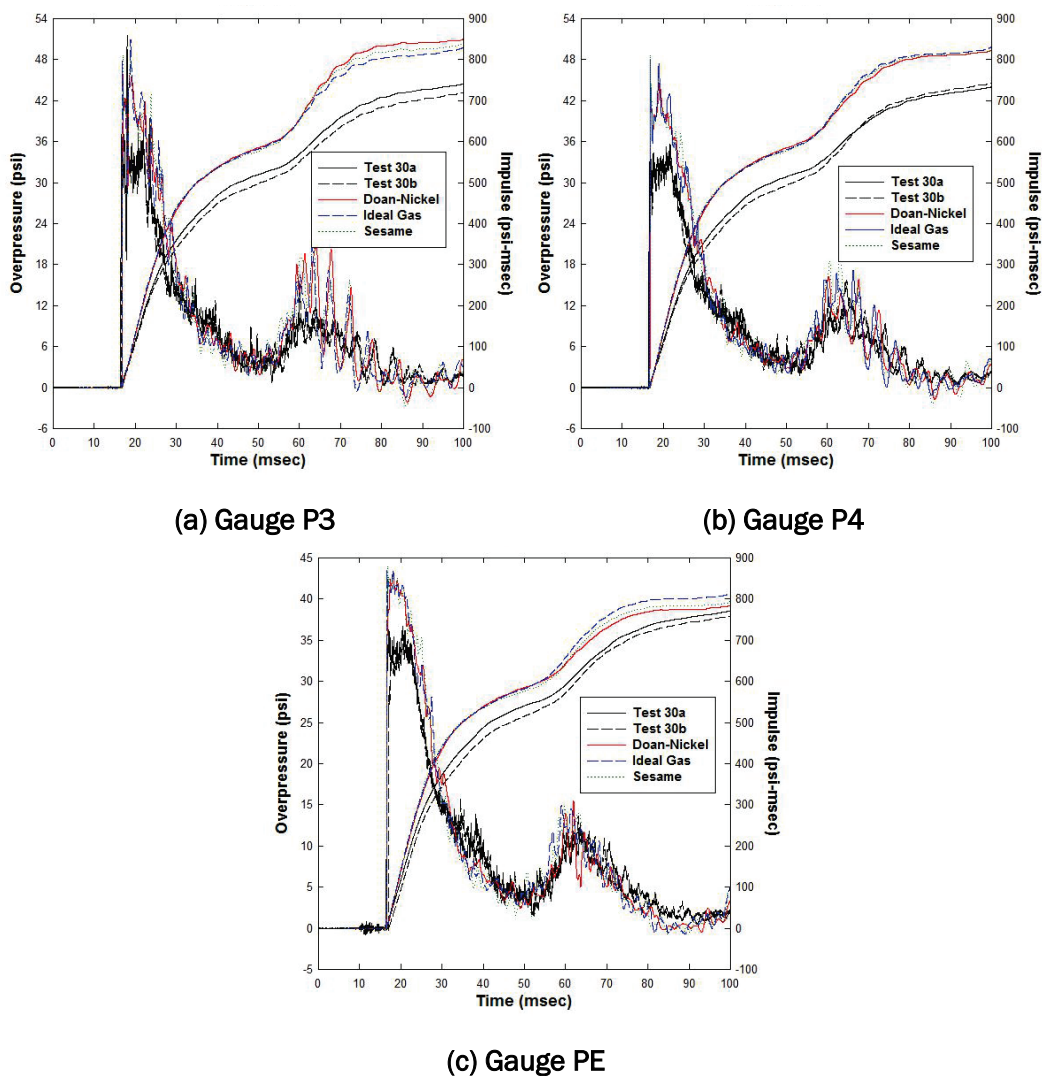 54
48
42
36
30
24
18
12
6
0
-6
Overpressure (psi)
900
800
700
600
500
400
300
200
100
0
-100
Impulse (psi-msec)
Test 30a
Test 30b
Doan-Nickel
Ideal Gas
Sesame
0 10 20 30 40 50 60 70 80 90 100
Time (msec)
(a) Gauge P3
54
48
42
36
30
24
18
12
6
0
-6
Overpressure (psi)
900
800
700
600
500
400
300
200
100
0
-100
Impulse (psi-msec)
Test 30a
Test 30b
Doan-Nickel
Ideal Gas
Sesame
0 10 20 30 40 50 60 70 80 90 100
Time (msec)
(b) Gauge P4
45
40
35
30
25
20
15
10
5
0
-5
Overpressure (psi)
900
800
700
600
500
400
300
200
100
0
-100
Impulse (psi-msec)
Test 30a
Test 30b
Doan-Nickel
Ideal Gas
Sesame
0 10 20 30 40 50 60 70 80 90 100
Time (msec)
(c) Gauge PE